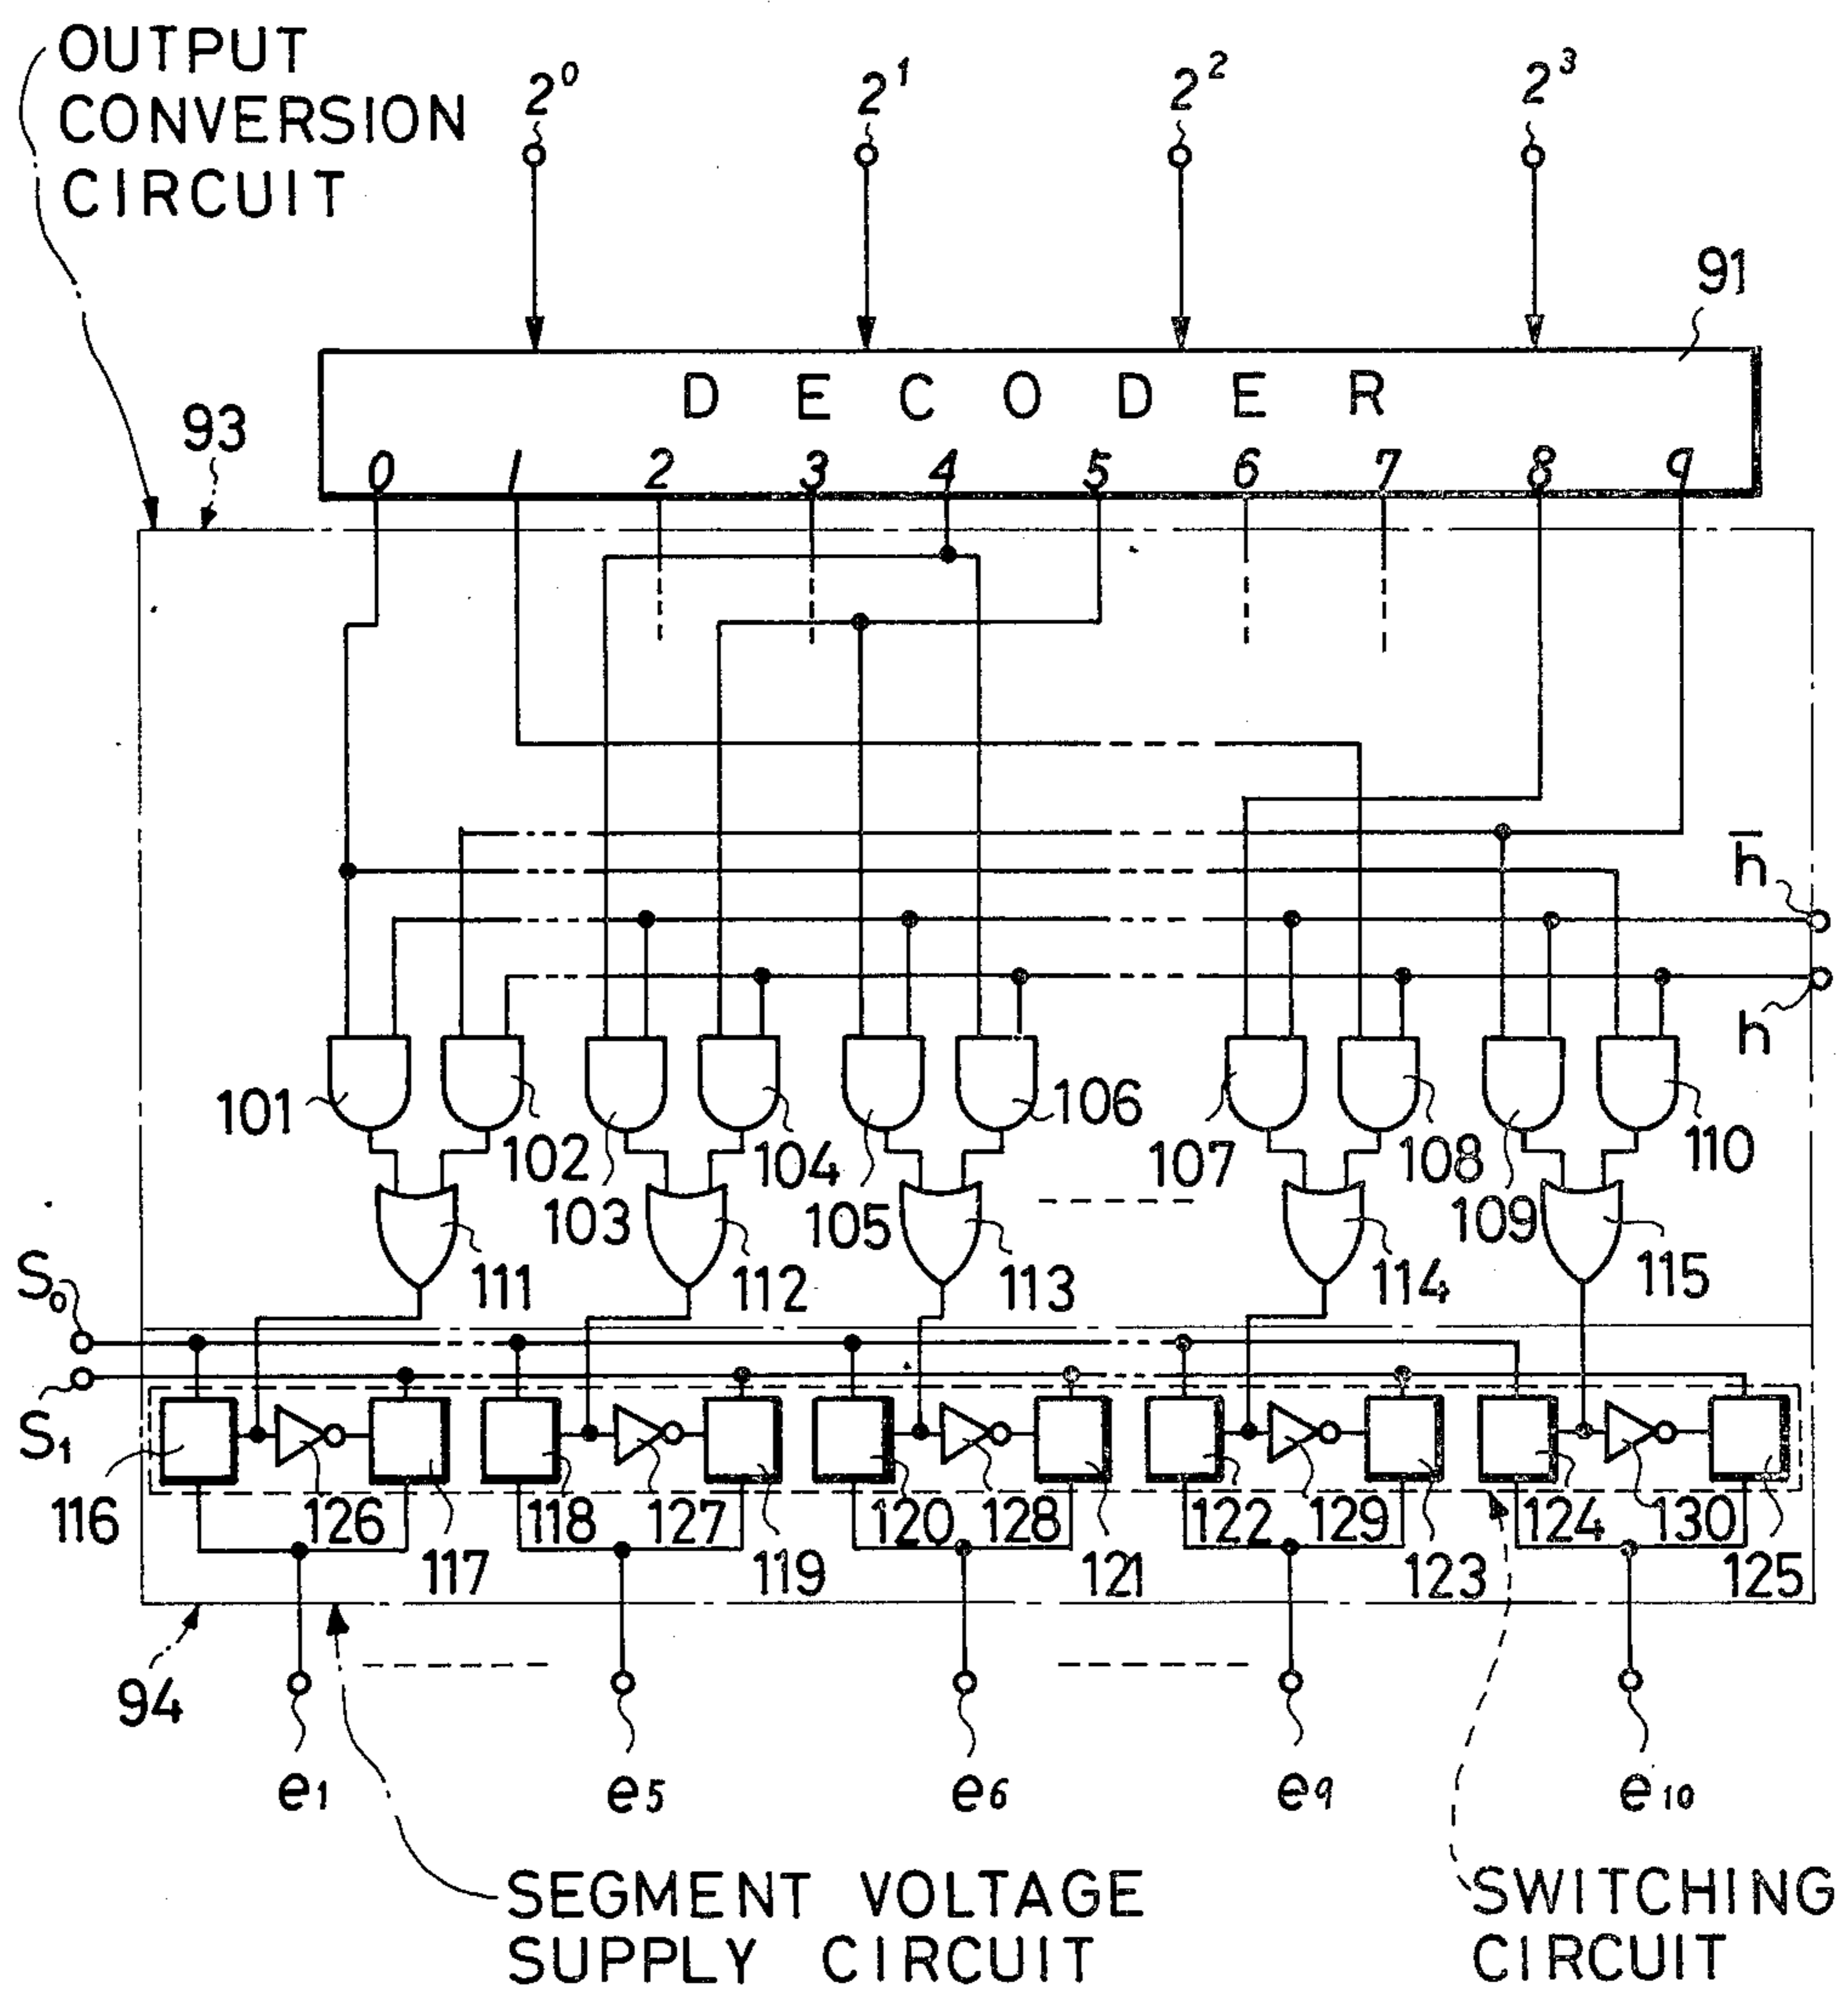 OUTPUT
CONVERSION
CIRCUIT
2⁰ 2¹ 2² 2³
91
DECODER
93
0 1 2 3 4 5 6 7 8 9
h̅
h
101 102 103 104 105 106 107 108 109 110
111 112 113 114 115
S₀
S₁
116 126 117 118 127 119 120 128 121 122 129 123 124 130 125
94
e₁ e₅ e₆ e₉ e₁₀
SEGMENT VOLTAGE
SUPPLY CIRCUIT
SWITCHING
CIRCUIT